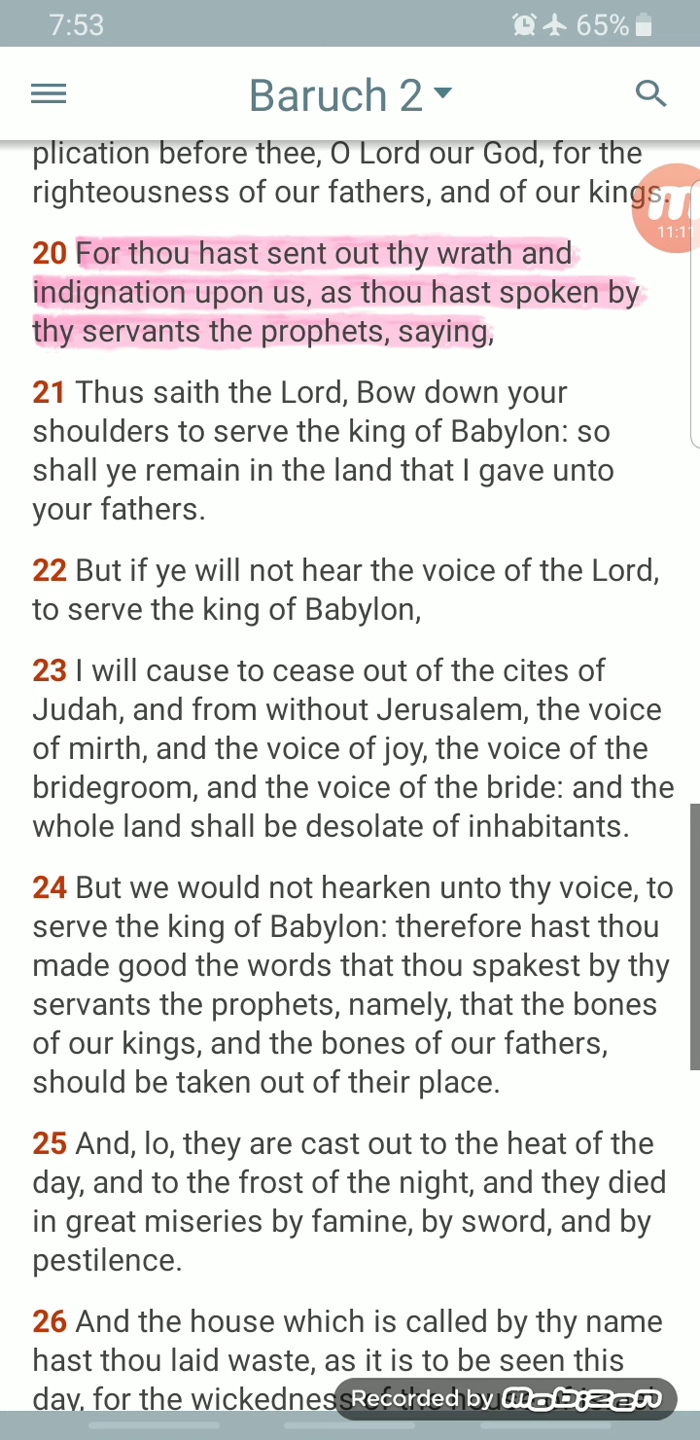 7:53
65%
Baruch 2
plication before thee, O Lord our God, for the
righteousness of our fathers, and of our kings.
11:11
20 For thou hast sent out thy wrath and
indignation upon us, as thou hast spoken by
thy servants the prophets, saying,
21 Thus saith the Lord, Bow down your
shoulders to serve the king of Babylon: so
shall ye remain in the land that I gave unto
your fathers.
22 But if ye will not hear the voice of the Lord,
to serve the king of Babylon,
23 I will cause to cease out of the cites of
Judah, and from without Jerusalem, the voice
of mirth, and the voice of joy, the voice of the
bridegroom, and the voice of the bride: and the
whole land shall be desolate of inhabitants.
24 But we would not hearken unto thy voice, to
serve the king of Babylon: therefore hast thou
made good the words that thou spakest by thy
servants the prophets, namely, that the bones
of our kings, and the bones of our fathers,
should be taken out of their place.
25 And, lo, they are cast out to the heat of the
day, and to the frost of the night, and they died
in great miseries by famine, by sword, and by
pestilence.
26 And the house which is called by thy name
hast thou laid waste, as it is to be seen this
day, for the wickedness
Recorded by mobizen